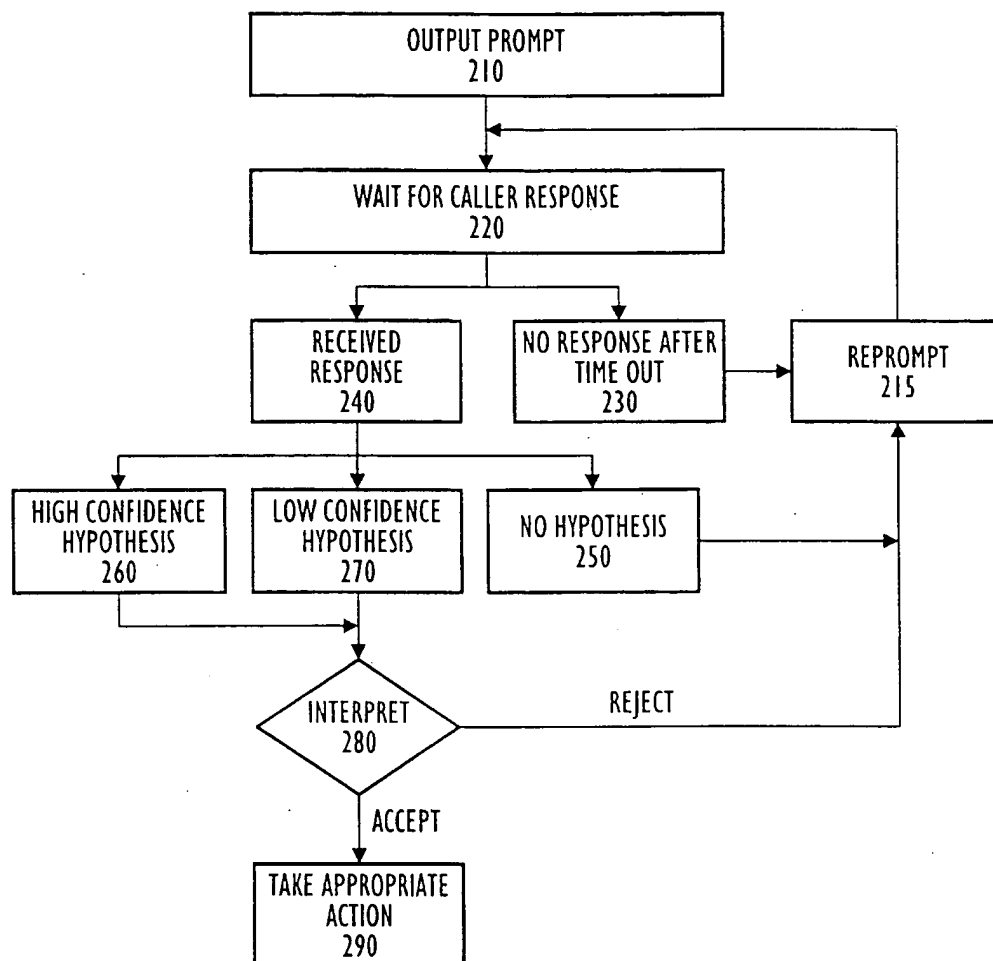 OUTPUT PROMPT
210
WAIT FOR CALLER RESPONSE
220
RECEIVED
RESPONSE
240
NO RESPONSE AFTER
TIME OUT
230
REPROMPT
215
HIGH CONFIDENCE
HYPOTHESIS
260
LOW CONFIDENCE
HYPOTHESIS
270
NO HYPOTHESIS
250
INTERPRET
280
REJECT
ACCEPT
TAKE APPROPRIATE
ACTION
290